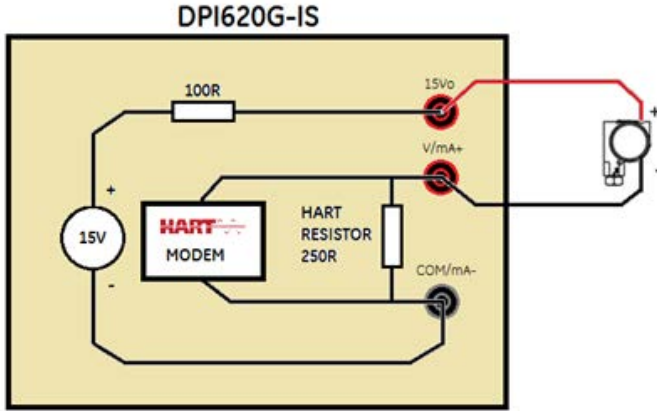 DPI620G-IS
100R
15Vo
+
V/mA+
-
+
15V
-
HART
MODEM
HART
RESISTOR
250R
COM/mA-